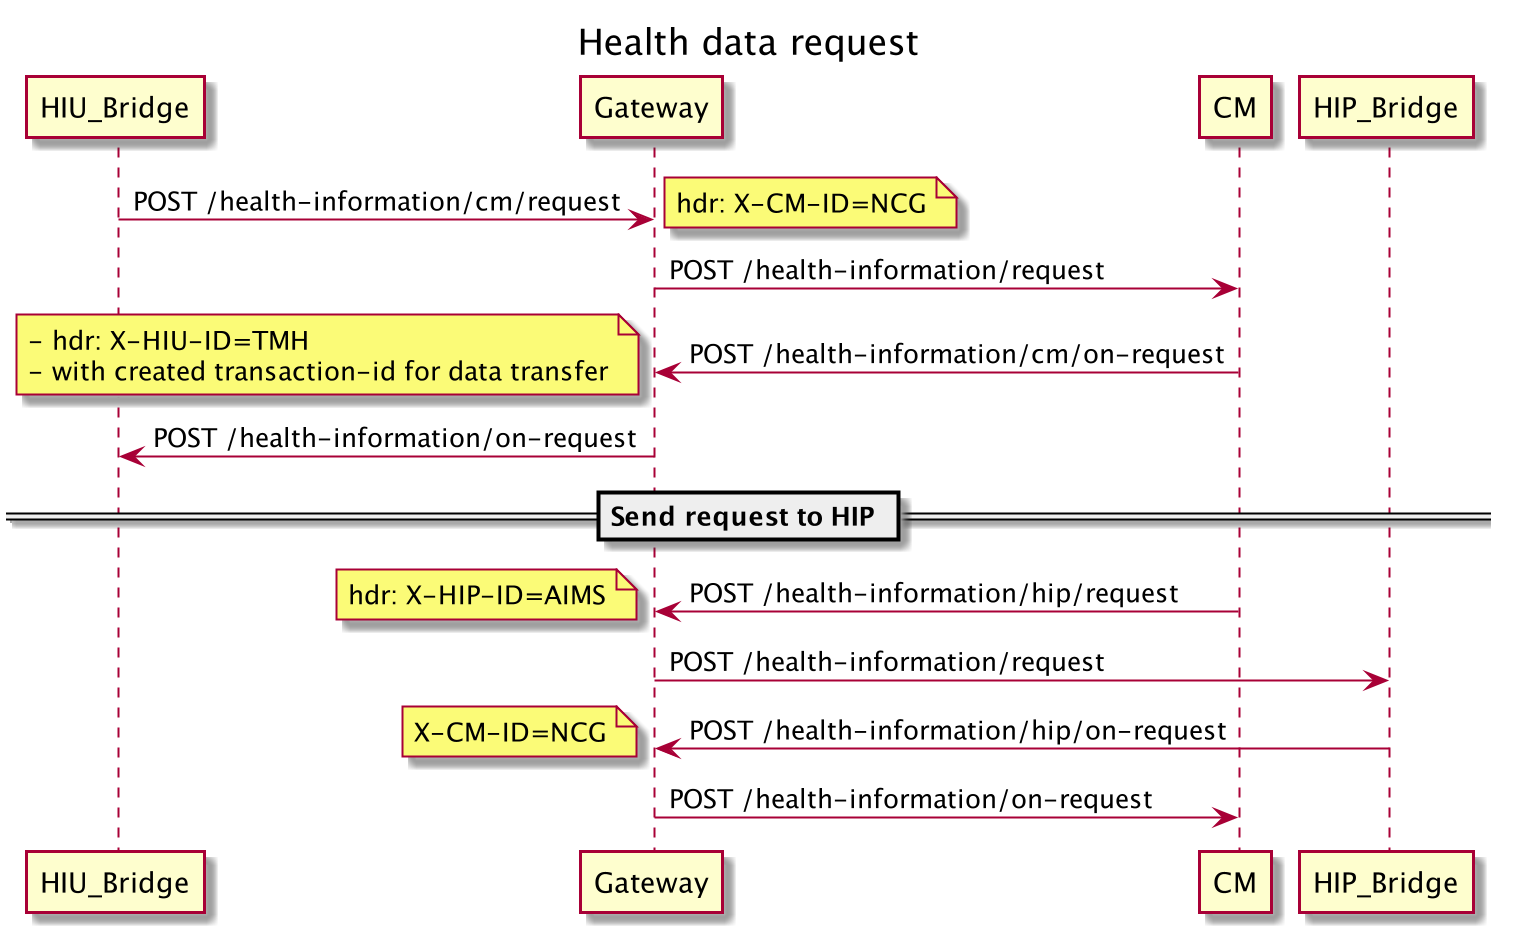 Health data request
HIU_Bridge
Gateway
CM
HIP_Bridge
POST /health-information/cm/request
hdr: X-CM-ID=NCG
POST /health-information/request
- hdr: X-HIU-ID=TMH
- with created transaction-id for data transfer
POST /health-information/cm/on-request
POST /health-information/on-request
Send request to HIP
hdr: X-HIP-ID=AIMS
POST /health-information/hip/request
POST /health-information/request
X-CM-ID=NCG
POST /health-information/hip/on-request
POST /health-information/on-request
HIU_Bridge
Gateway
CM
HIP_Bridge